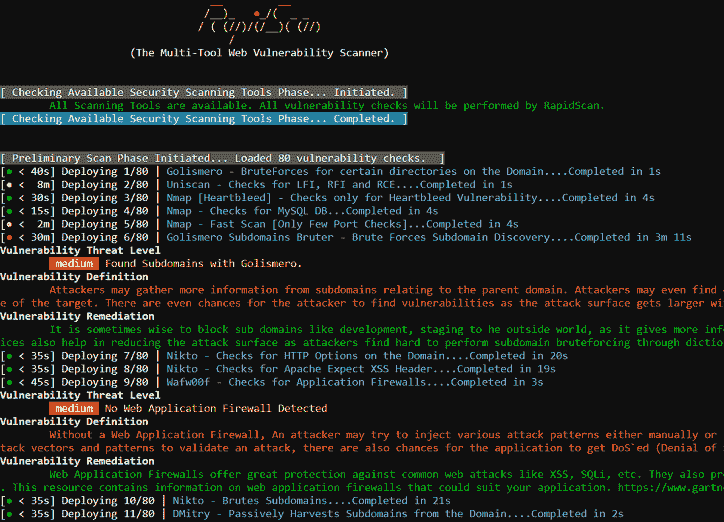 (The Multi-Tool Web Vulnerability Scanner)
[ Checking Available Security Scanning Tools Phase... Initiated. ]
All Scanning Tools are available. All vulnerability checks will be performed by RapidScan.
[ Checking Available Security Scanning Tools Phase... Completed. ]
[ Preliminary Scan Phase Initiated... Loaded 80 vulnerability checks. ]
[● < 40s] Deploying 1/80 | Golismero - BruteForces for certain directories on the Domain....Completed in 1s
[● < 8m] Deploying 2/80 | Uniscan - Checks for LFI, RFI and RCE....Completed in 1s
[● < 30s] Deploying 3/80 | Nmap [Heartbleed] - Checks only for Heartbleed Vulnerability....Completed in 4s
[● < 15s] Deploying 4/80 | Nmap - Checks for MySQL DB...Completed in 4s
[● < 2m] Deploying 5/80 | Nmap - Fast Scan [Only Few Port Checks]...Completed in 4s
[● < 30m] Deploying 6/80 | Golismero Subdomains Bruter - Brute Forces Subdomain Discovery....Completed in 3m 11s
Vulnerability Threat Level
medium Found Subdomains with Golismero.
Vulnerability Definition
Attackers may gather more information from subdomains relating to the parent domain. Attackers may even find
e of the target. There are even chances for the attacker to find vulnerabilities as the attack surface gets larger wi
Vulnerability Remediation
It is sometimes wise to block sub domains like development, staging to he outside world, as it gives more inf
ices also help in reducing the attack surface as attackers find hard to perform subdomain bruteforcing through dictio
[● < 35s] Deploying 7/80 | Nikto - Checks for HTTP Options on the Domain....Completed in 20s
[● < 35s] Deploying 8/80 | Nikto - Checks for Apache Expect XSS Header....Completed in 19s
[● < 45s] Deploying 9/80 | Wafw00f - Checks for Application Firewalls....Completed in 3s
Vulnerability Threat Level
medium No Web Application Firewall Detected
Vulnerability Definition
Without a Web Application Firewall, An attacker may try to inject various attack patterns either manually or
tack vectors and patterns to validate an attack, there are also chances for the application to get DoS`ed (Denial of
Vulnerability Remediation
Web Application Firewalls offer great protection against common web attacks like XSS, SQLi, etc. They also pr
. This resource contains information on web application firewalls that could suit your application. https://www.gartn
[● < 35s] Deploying 10/80 | Nikto - Brutes Subdomains....Completed in 21s
[● < 35s] Deploying 11/80 | DMitry - Passively Harvests Subdomains from the Domain....Completed in 2s